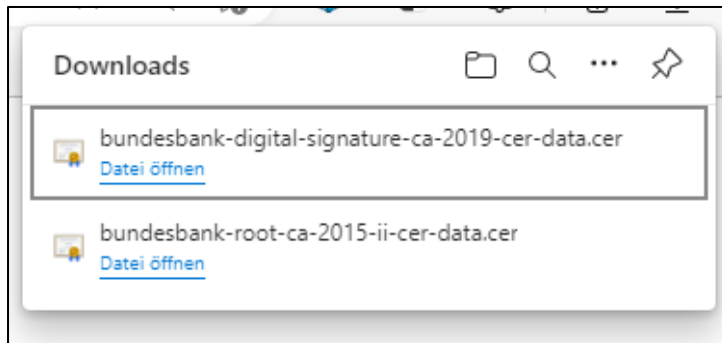 Downloads
bundesbank-digital-signature-ca-2019-cer-data.cer
Datei öffnen
bundesbank-root-ca-2015-ii-cer-data.cer
Datei öffnen